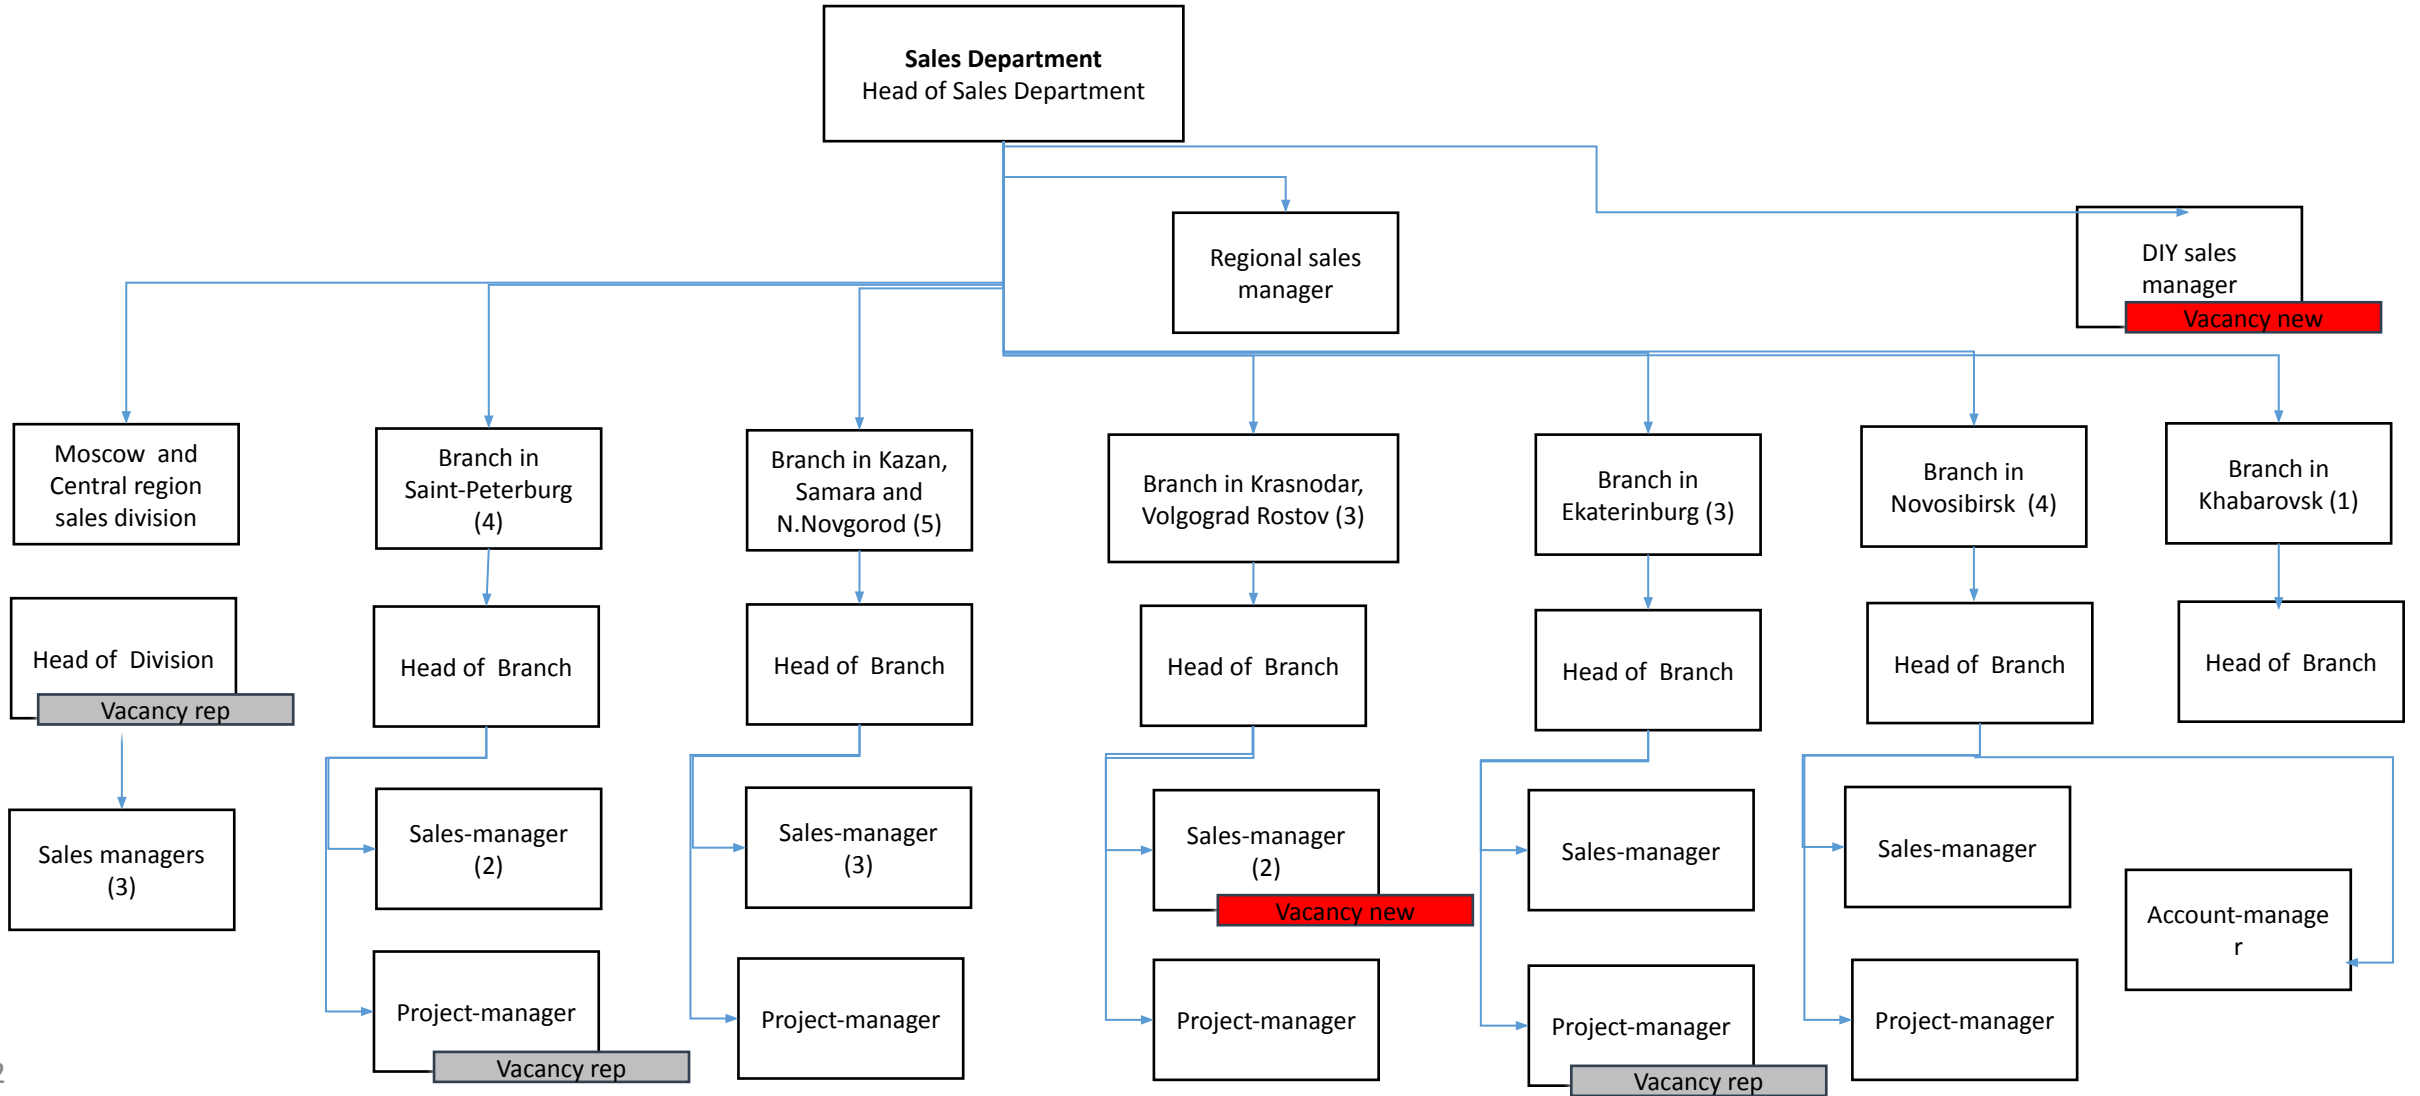 Sales Department
Head of Sales Department
Regional sales
manager
DIY sales
manager
Vacancy new
Moscow and
Central region
sales division
Branch in
Saint-Peterburg
(4)
Branch in Kazan,
Samara and
N.Novgorod (5)
Branch in Krasnodar,
Volgograd Rostov (3)
Branch in
Ekaterinburg (3)
Branch in
Novosibirsk (4)
Branch in
Khabarovsk (1)
Head of Division
Vacancy rep
Head of Branch
Head of Branch
Head of Branch
Head of Branch
Head of Branch
Head of Branch
Sales managers
(3)
Sales-manager
(2)
Sales-manager
(3)
Sales-manager
(2)
Vacancy new
Sales-manager
Sales-manager
Account-manage
r
Project-manager
Vacancy rep
Project-manager
Project-manager
Project-manager
Vacancy rep
Project-manager
2